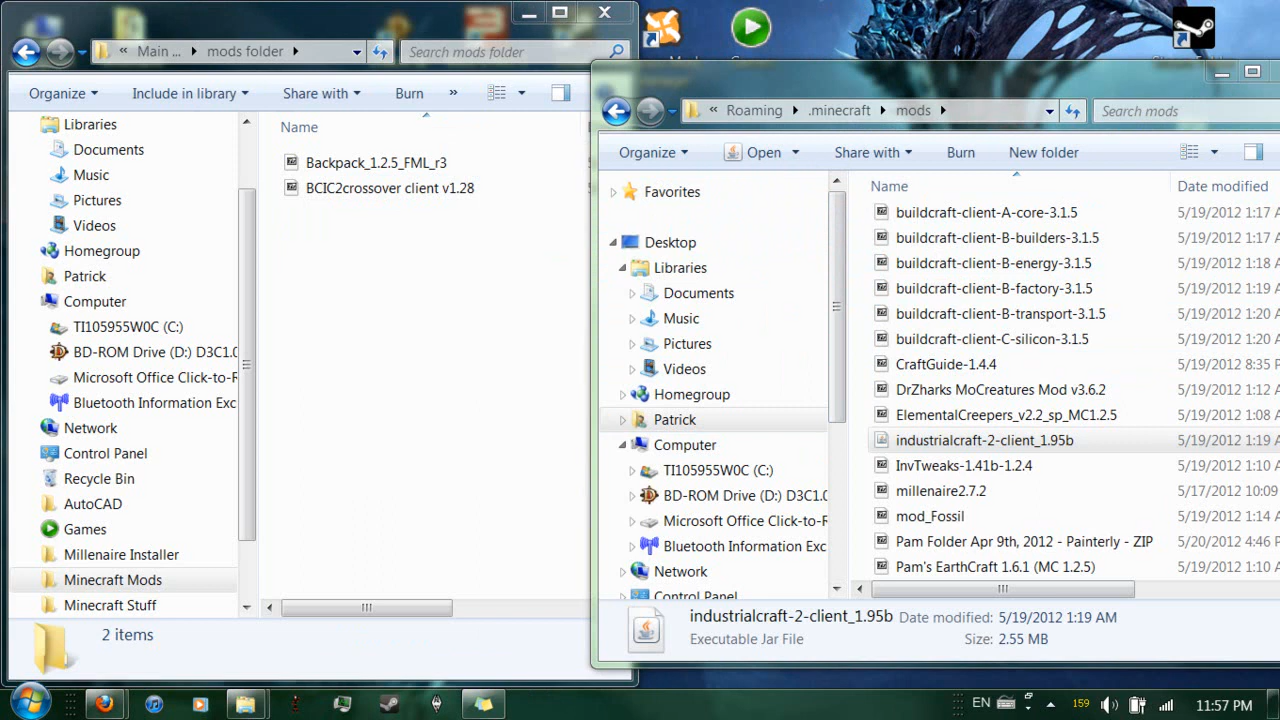 « Main ... ▸ mods folder ▸
Search mods folder
Organize
Include in library
Share with
Burn
»
Libraries
Documents
Music
Pictures
Videos
Homegroup
Patrick
Computer
TI105955W0C (C:)
BD-ROM Drive (D:) D3C1.0
Microsoft Office Click-to-R
Bluetooth Information Exc
Network
Control Panel
Recycle Bin
AutoCAD
Games
Millenaire Installer
Minecraft Mods
Minecraft Stuff
Name
Backpack_1.2.5_FML_r3
BCIC2crossover client v1.28
2 items
« Roaming ▸ .minecraft ▸ mods ▸
Search mods
Organize
Open
Share with
Burn
New folder
Favorites
Desktop
Libraries
Documents
Music
Pictures
Videos
Homegroup
Patrick
Computer
TI105955W0C (C:)
BD-ROM Drive (D:) D3C1.0
Microsoft Office Click-to-R
Bluetooth Information Exc
Network
Control Panel
Name Date modified
buildcraft-client-A-core-3.1.5 5/19/2012 1:17
buildcraft-client-B-builders-3.1.5 5/19/2012 1:17
buildcraft-client-B-energy-3.1.5 5/19/2012 1:18
buildcraft-client-B-factory-3.1.5 5/19/2012 1:19
buildcraft-client-B-transport-3.1.5 5/19/2012 1:20
buildcraft-client-C-silicon-3.1.5 5/19/2012 1:20
CraftGuide-1.4.4 5/19/2012 8:35 P
DrZharks MoCreatures Mod v3.6.2 5/19/2012 1:12 A
ElementalCreepers_v2.2_sp_MC1.2.5 5/19/2012 1:08 A
industrialcraft-2-client_1.95b 5/19/2012 1:19 A
InvTweaks-1.41b-1.2.4 5/19/2012 1:10 A
millenaire2.7.2 5/17/2012 10:09
mod_Fossil 5/19/2012 1:14 A
Pam Folder Apr 9th, 2012 - Painterly - ZIP 5/20/2012 4:46 P
Pam's EarthCraft 1.6.1 (MC 1.2.5) 5/19/2012 1:19 A
industrialcraft-2-client_1.95b Date modified: 5/19/2012 1:19 AM
Executable Jar File Size: 2.55 MB
EN
159
11:57 PM